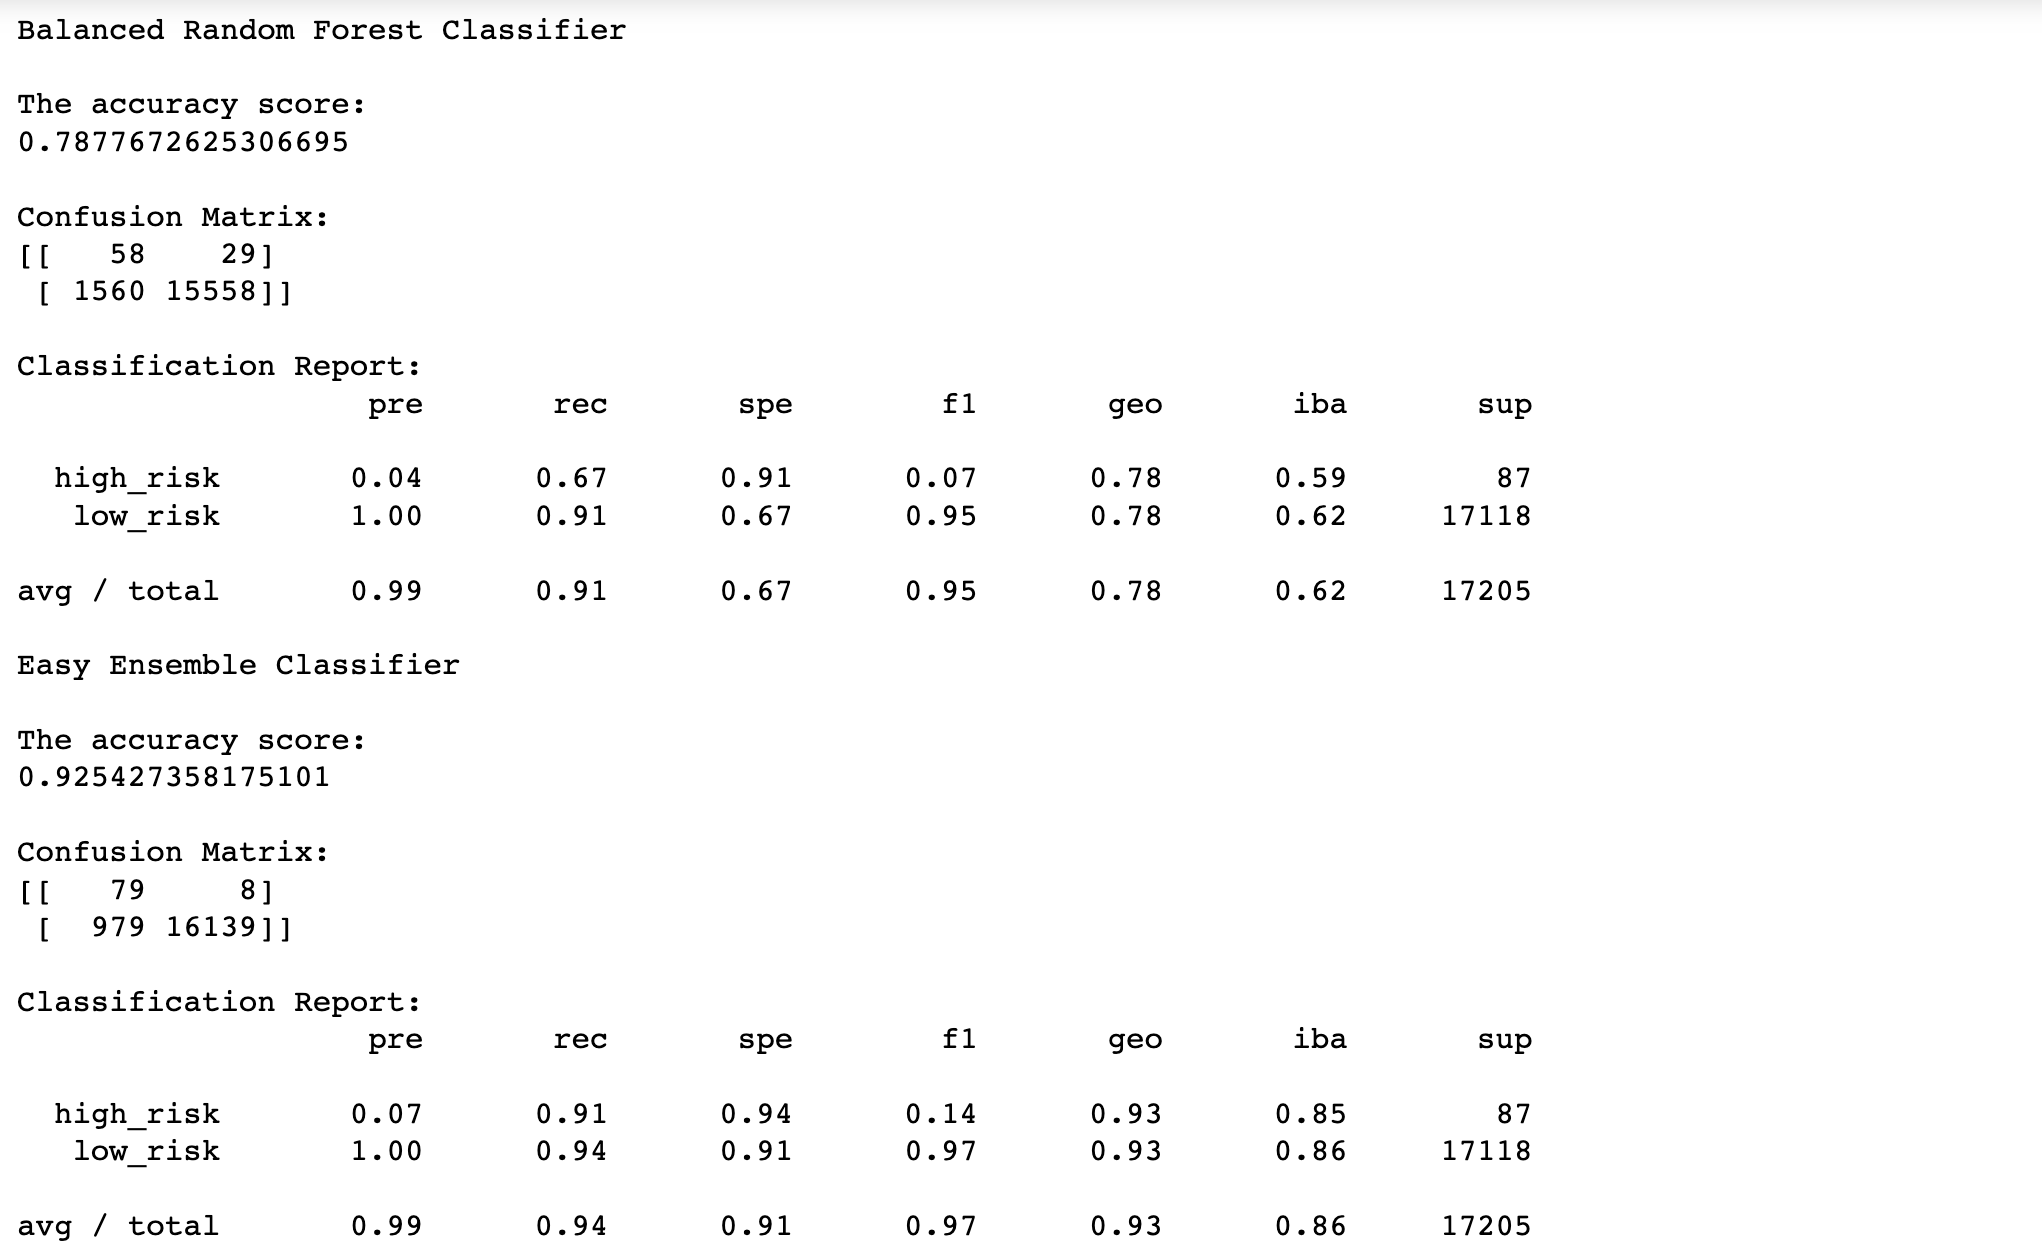 Balanced Random Forest Classifier
The accuracy score:
0.7877672625306695
Confusion Matrix:
[[   58    29]
 [ 1560 15558]]
Classification Report:
                   pre       rec       spe        f1       geo       iba       sup
  high_risk       0.04      0.67      0.91      0.07      0.78      0.59        87
   low_risk       1.00      0.91      0.67      0.95      0.78      0.62     17118
avg / total       0.99      0.91      0.67      0.95      0.78      0.62     17205
Easy Ensemble Classifier
The accuracy score:
0.925427358175101
Confusion Matrix:
[[   79     8]
 [  979 16139]]
Classification Report:
                   pre       rec       spe        f1       geo       iba       sup
  high_risk       0.07      0.91      0.94      0.14      0.93      0.85        87
   low_risk       1.00      0.94      0.91      0.97      0.93      0.86     17118
avg / total       0.99      0.94      0.91      0.97      0.93      0.86     17205